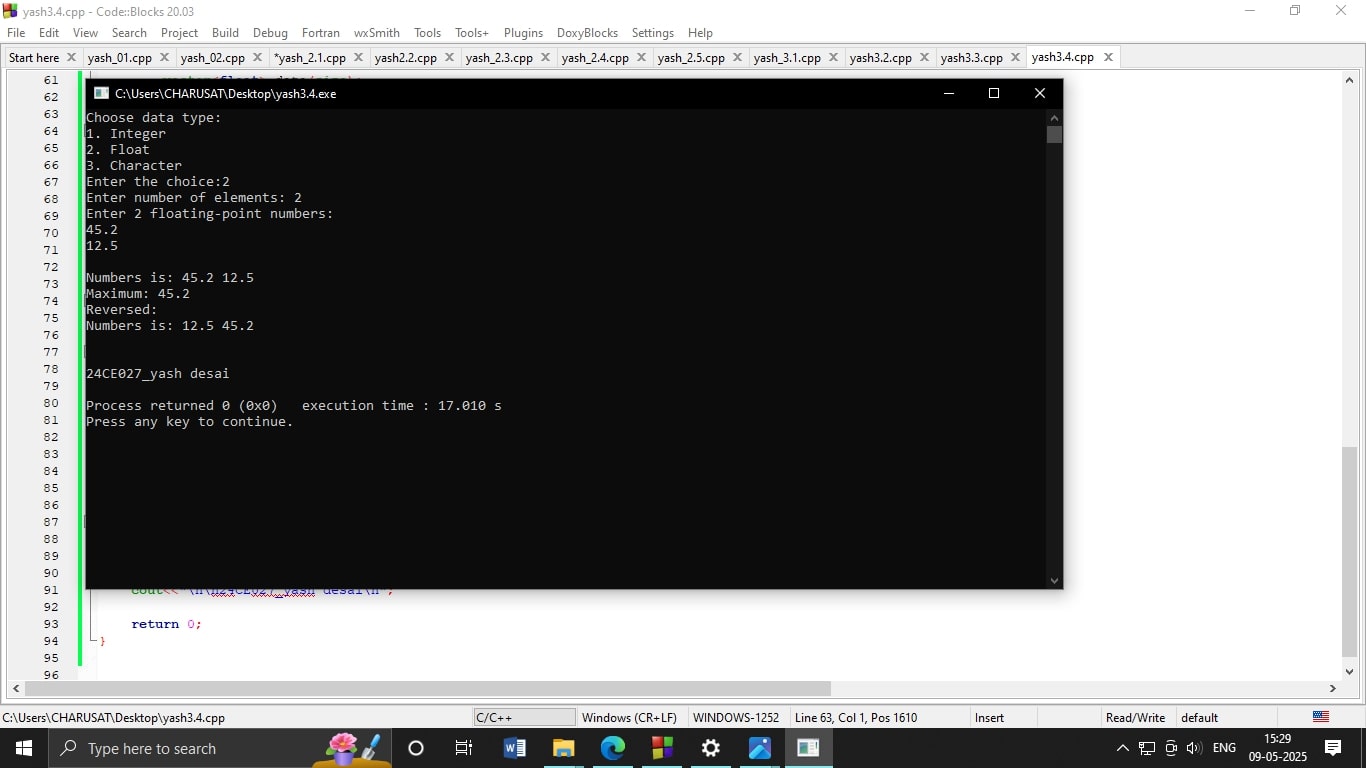 yash3.4.cpp - Code::Blocks 20.03
File Edit View Search Project Build Debug Fortran wxSmith Tools Tools+ Plugins DoxyBlocks Settings Help
Start here yash_01.cpp yash_02.cpp *yash_2.1.cpp yash2.2.cpp yash_2.3.cpp yash_2.4.cpp yash_2.5.cpp yash_3.1.cpp yash3.2.cpp yash3.3.cpp yash3.4.cpp
61
62
C:\Users\CHARUSAT\Desktop\yash3.4.exe
63
Choose data type:
64
1. Integer
65
2. Float
66
3. Character
67
Enter the choice:2
68
Enter number of elements: 2
69
Enter 2 floating-point numbers:
70
45.2
71
12.5
72
73
Numbers is: 45.2 12.5
74
Maximum: 45.2
75
Reversed:
76
Numbers is: 12.5 45.2
77
78
24CE027_yash desai
79
80
Process returned 0 (0x0)   execution time : 17.010 s
81
Press any key to continue.
82
83
84
85
86
87
88
89
90
91 cout<<"\n\n24CE027_yash desai\n";
92
93 return 0;
94 }
95
96
C:\Users\CHARUSAT\Desktop\yash3.4.cpp C/C++ Windows (CR+LF) WINDOWS-1252 Line 63, Col 1, Pos 1610 Insert Read/Write default
Type here to search ENG 15:29
09-05-2025